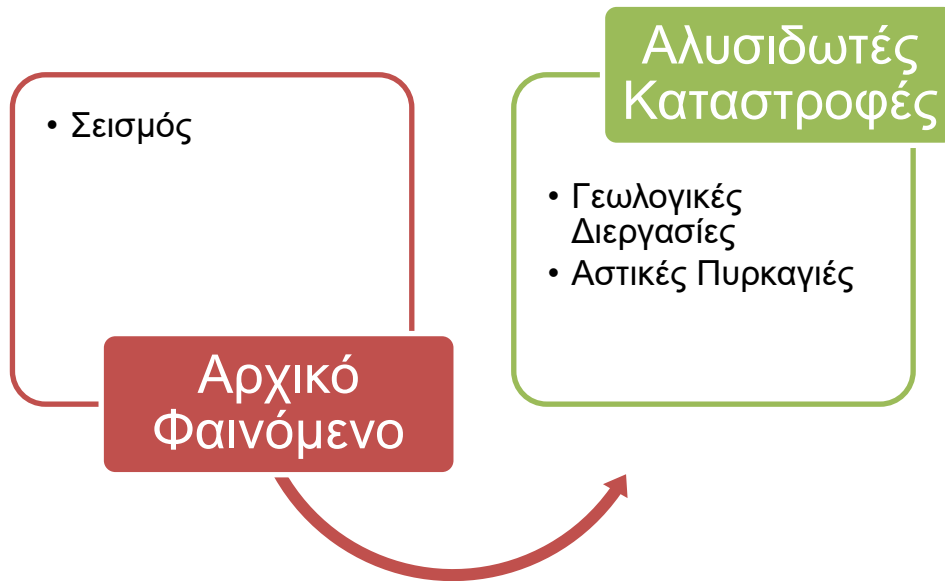 • Σεισμός
Αρχικό
Φαινόμενο
Αλυσιδωτές
Καταστροφές
• Γεωλογικές
Διεργασίες
• Αστικές Πυρκαγιές